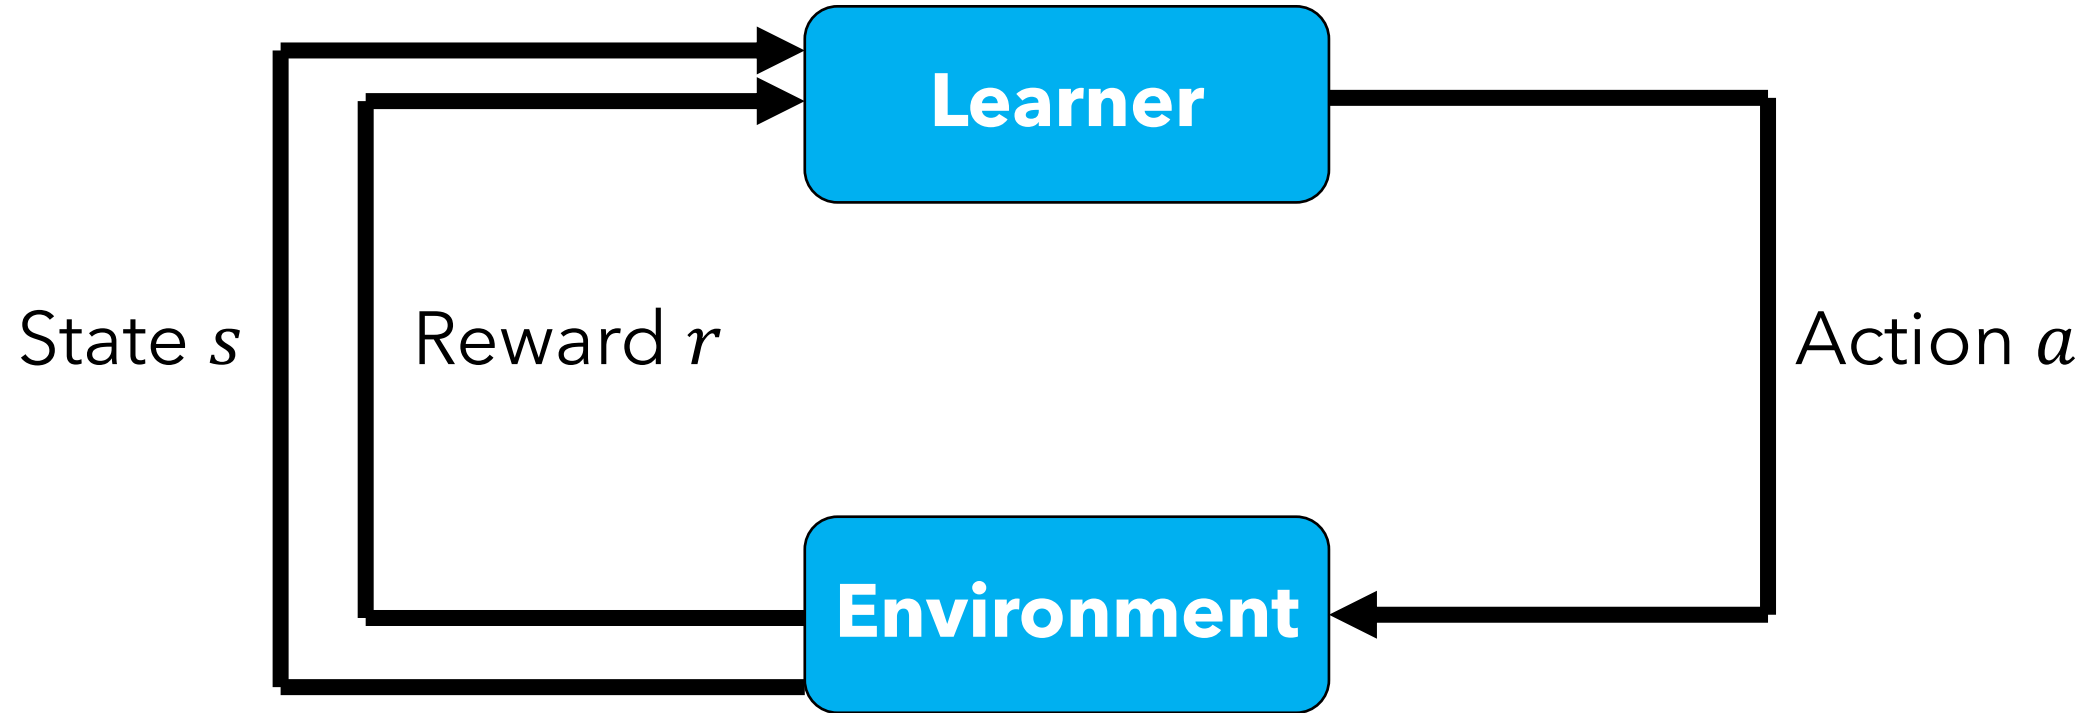 Learner
State s
Reward r
Action a
Environment